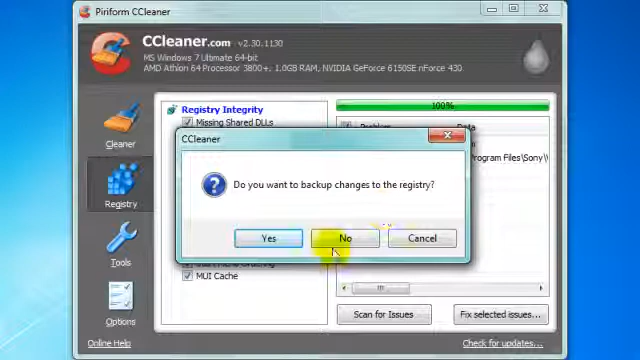 Piriform CCleaner
CCleaner.com v2.30.1130
MS Windows 7 Ultimate 64-bit
AMD Athlon 64 Processor 3800+, 1.0GB RAM, NVIDIA GeForce 6150SE nForce 430
Cleaner
Registry
Tools
Options
Registry Integrity
Missing Shared DLLs
100%
Problem
Data
rogram Files\Sony\
CCleaner
Do you want to backup changes to the registry?
Yes
No
Cancel
MUI Cache
Scan for Issues
Fix selected issues...
Online Help
Check for updates...